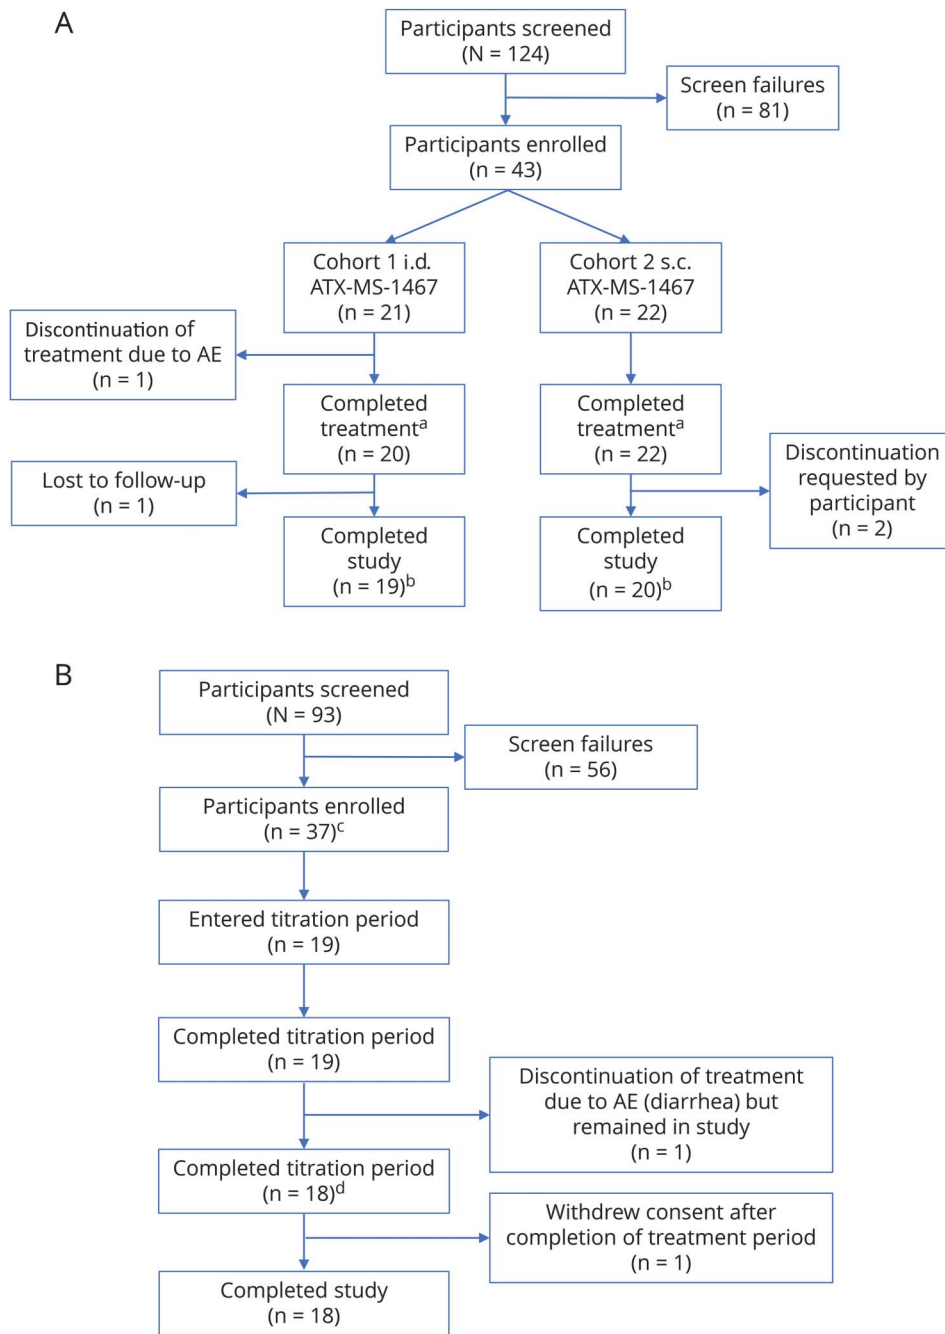 A
Participants screened
(N = 124)
Screen failures
(n = 81)
Participants enrolled
(n = 43)
Cohort 1 i.d.
ATX-MS-1467
(n = 21)
Cohort 2 s.c.
ATX-MS-1467
(n = 22)
Discontinuation of
treatment due to AE
(n = 1)
Completed
treatmentᵃ
(n = 20)
Completed
treatmentᵃ
(n = 22)
Lost to follow-up
(n = 1)
Discontinuation
requested by
participant
(n = 2)
Completed
study
(n = 19)ᵇ
Completed
study
(n = 20)ᵇ
B
Participants screened
(N = 93)
Screen failures
(n = 56)
Participants enrolled
(n = 37)ᶜ
Entered titration period
(n = 19)
Completed titration period
(n = 19)
Discontinuation of treatment
due to AE (diarrhea) but
remained in study
(n = 1)
Completed titration period
(n = 18)ᵈ
Withdrew consent after
completion of treatment period
(n = 1)
Completed study
(n = 18)